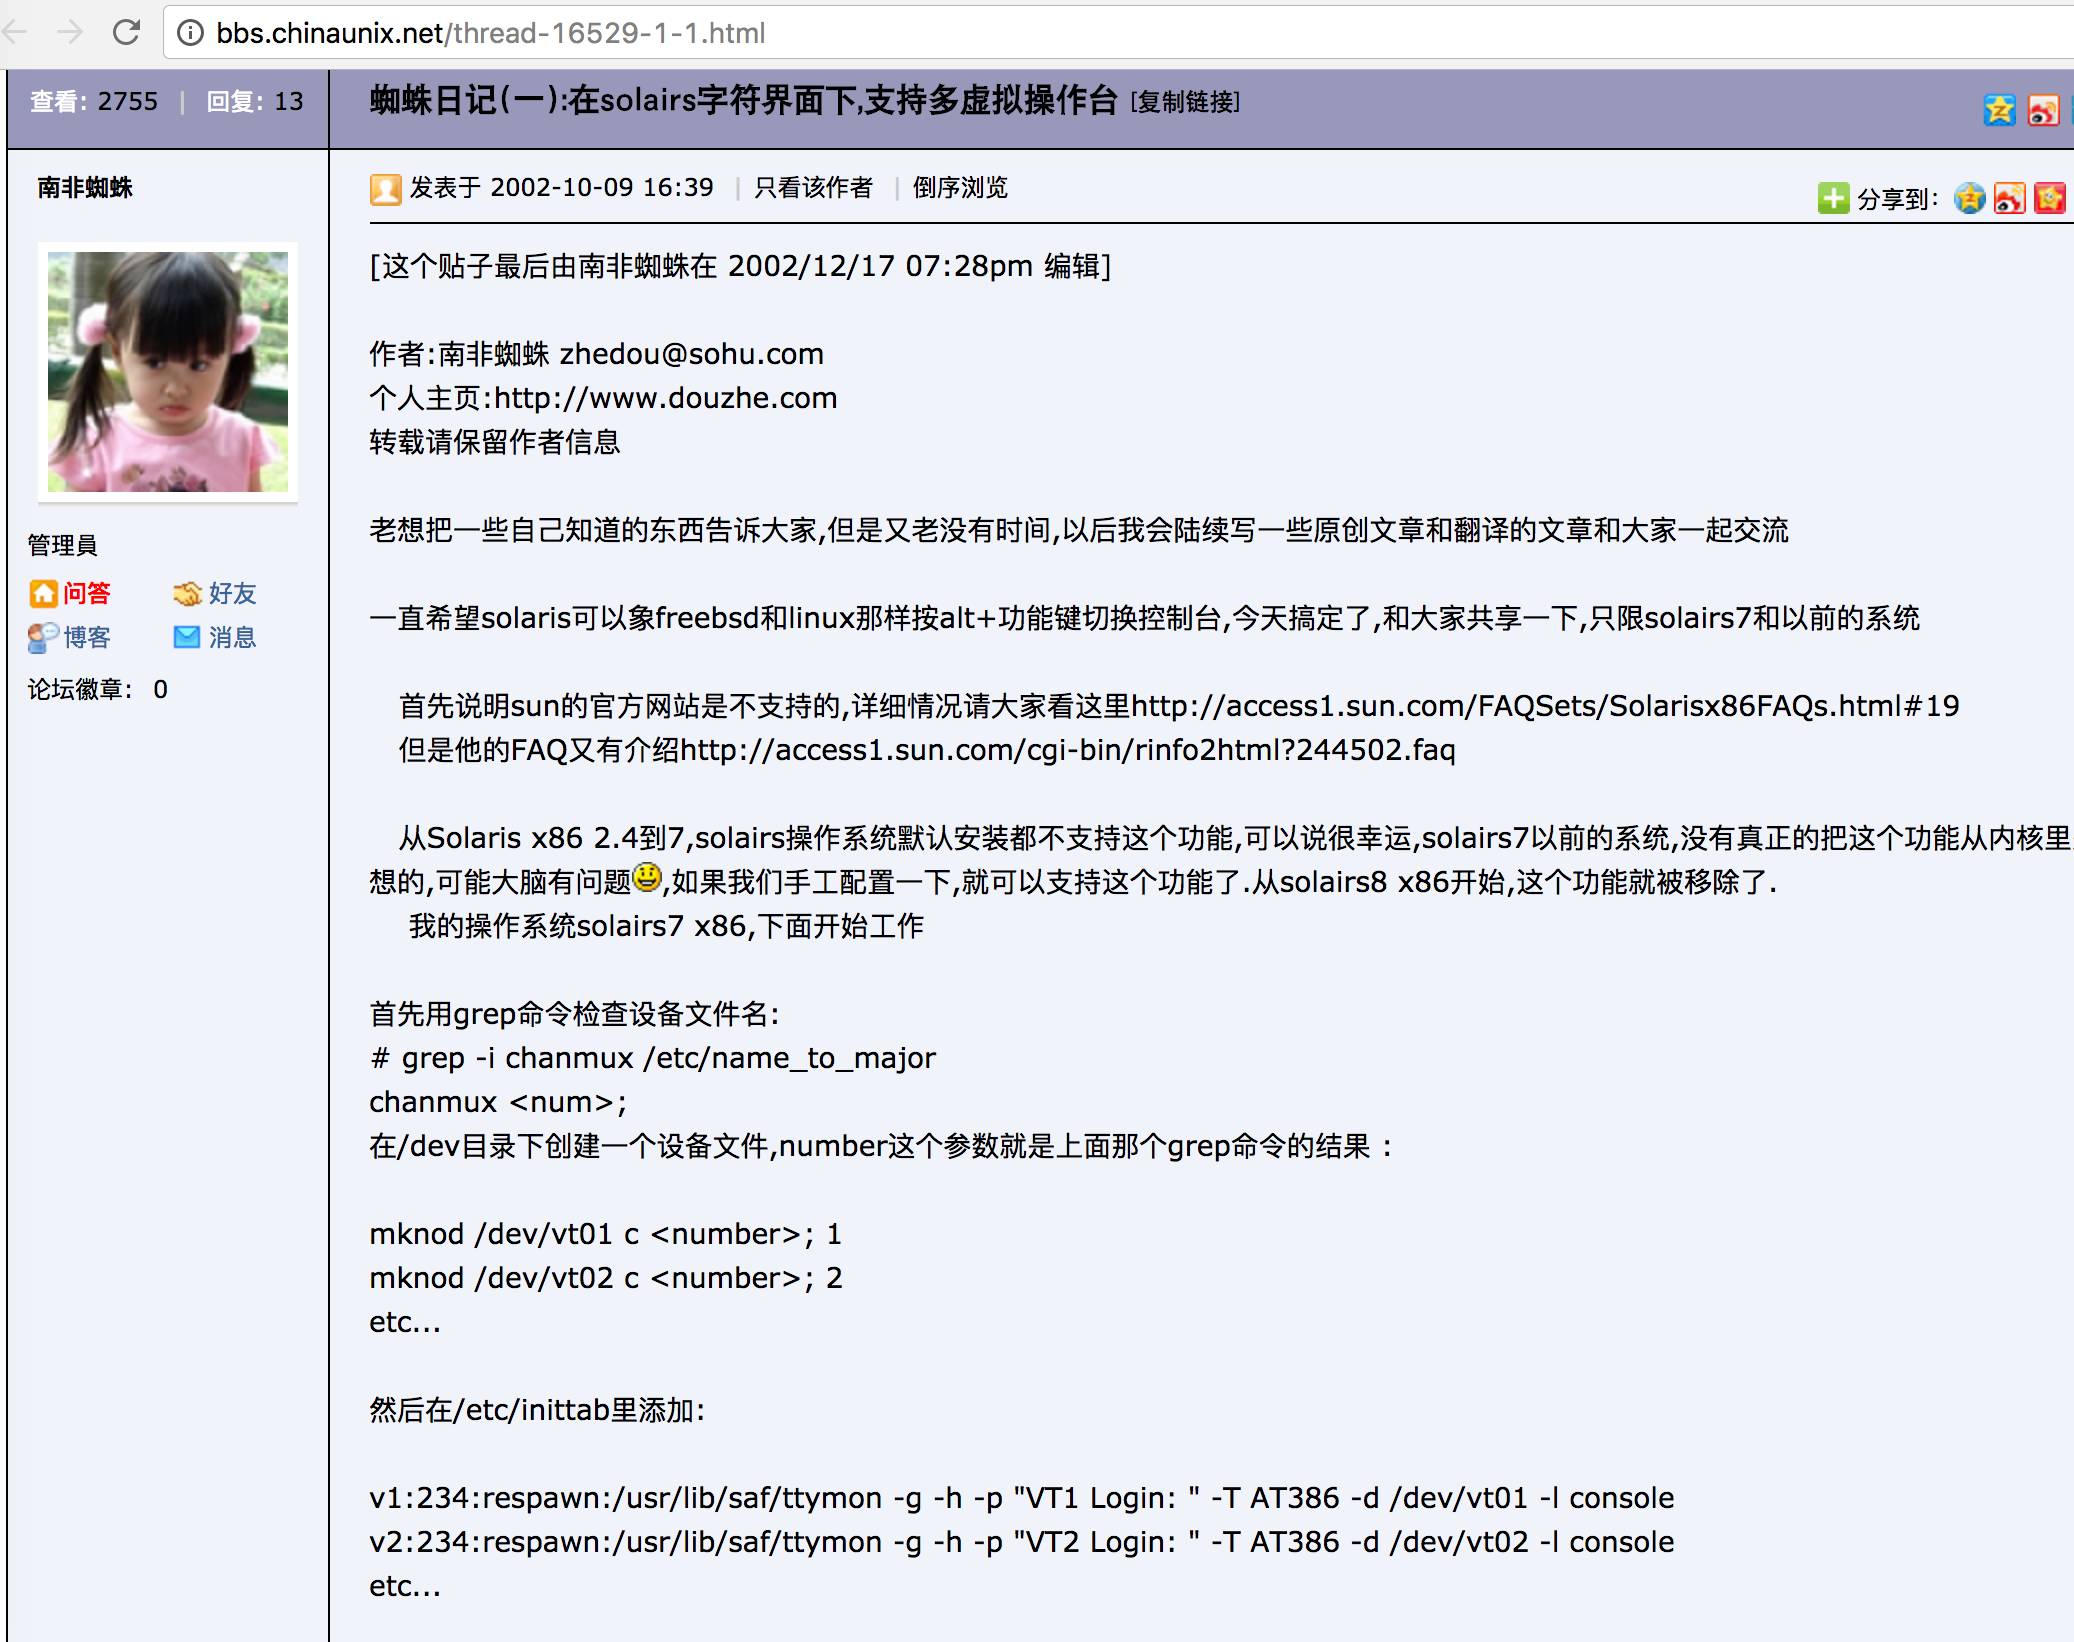 bbs.chinaunix.net/thread-16529-1-1.html
查看: 2755 | 回复: 13
蜘蛛日记(一):在solairs字符界面下,支持多虚拟操作台 [复制链接]
南非蜘蛛
发表于 2002-10-09 16:39 | 只看该作者 | 倒序浏览
分享到:
[这个贴子最后由南非蜘蛛在 2002/12/17 07:28pm 编辑]
作者:南非蜘蛛 zhedou@sohu.com
个人主页:http://www.douzhe.com
转载请保留作者信息
管理員
问答 好友
博客 消息
论坛徽章: 0
老想把一些自己知道的东西告诉大家,但是又老没有时间,以后我会陆续写一些原创文章和翻译的文章和大家一起交流
一直希望solaris可以象freebsd和linux那样按alt+功能键切换控制台,今天搞定了,和大家共享一下,只限solairs7和以前的系统
首先说明sun的官方网站是不支持的,详细情况请大家看这里http://access1.sun.com/FAQSets/Solarisx86FAQs.html#19
但是他的FAQ又有介绍http://access1.sun.com/cgi-bin/rinfo2html?244502.faq
从Solaris x86 2.4到7,solairs操作系统默认安装都不支持这个功能,可以说很幸运,solairs7以前的系统,没有真正的把这个功能从内核里
想的,可能大脑有问题,如果我们手工配置一下,就可以支持这个功能了.从solairs8 x86开始,这个功能就被移除了.
我的操作系统solairs7 x86,下面开始工作
首先用grep命令检查设备文件名:
# grep -i chanmux /etc/name_to_major
chanmux <num>;
在/dev目录下创建一个设备文件,number这个参数就是上面那个grep命令的结果 :
mknod /dev/vt01 c <number>; 1
mknod /dev/vt02 c <number>; 2
etc...
然后在/etc/inittab里添加:
v1:234:respawn:/usr/lib/saf/ttymon -g -h -p "VT1 Login: " -T AT386 -d /dev/vt01 -l console
v2:234:respawn:/usr/lib/saf/ttymon -g -h -p "VT2 Login: " -T AT386 -d /dev/vt02 -l console
etc...